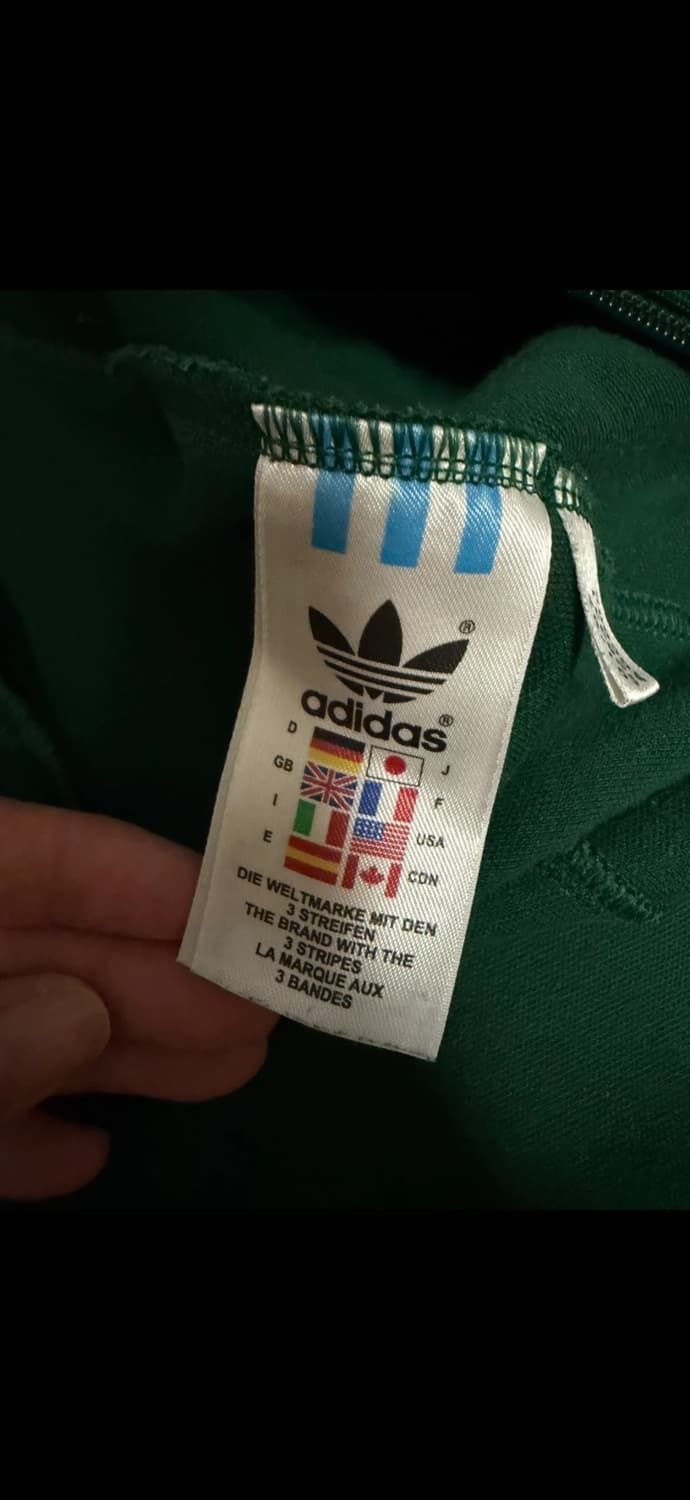 ®
adidas®
D
J
GB
F
I
USA
E
CDN
DIE WELTMARKE MIT DEN
3 STREIFEN
THE BRAND WITH THE
3 STRIPES
LA MARQUE AUX
3 BANDES